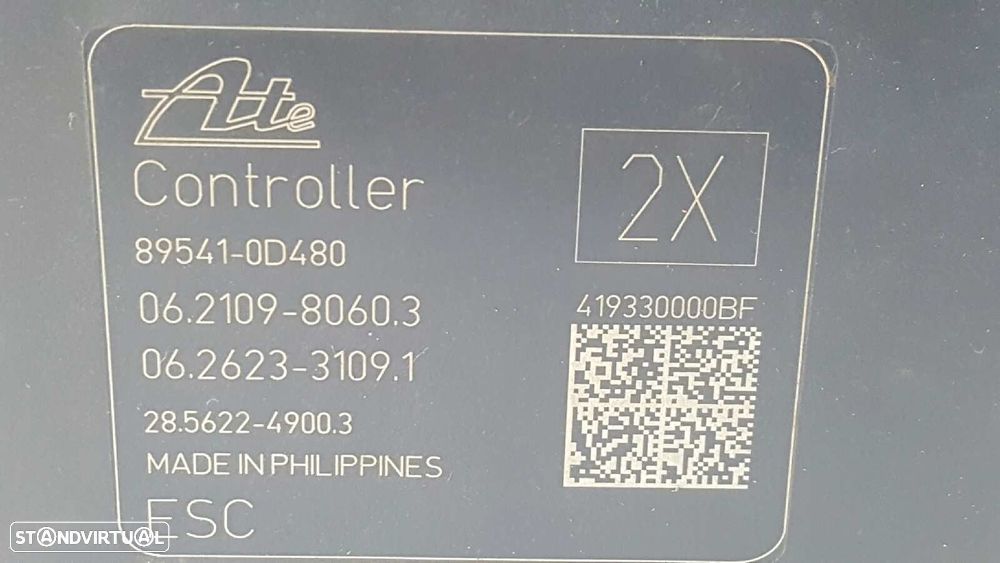 Ate
Controller
89541-0D480
06.2109-8060.3
06.2623-3109.1
28.5622-4900.3
MADE IN PHILIPPINES
ESC
2X
419330000BF
STANDVIRTUAL